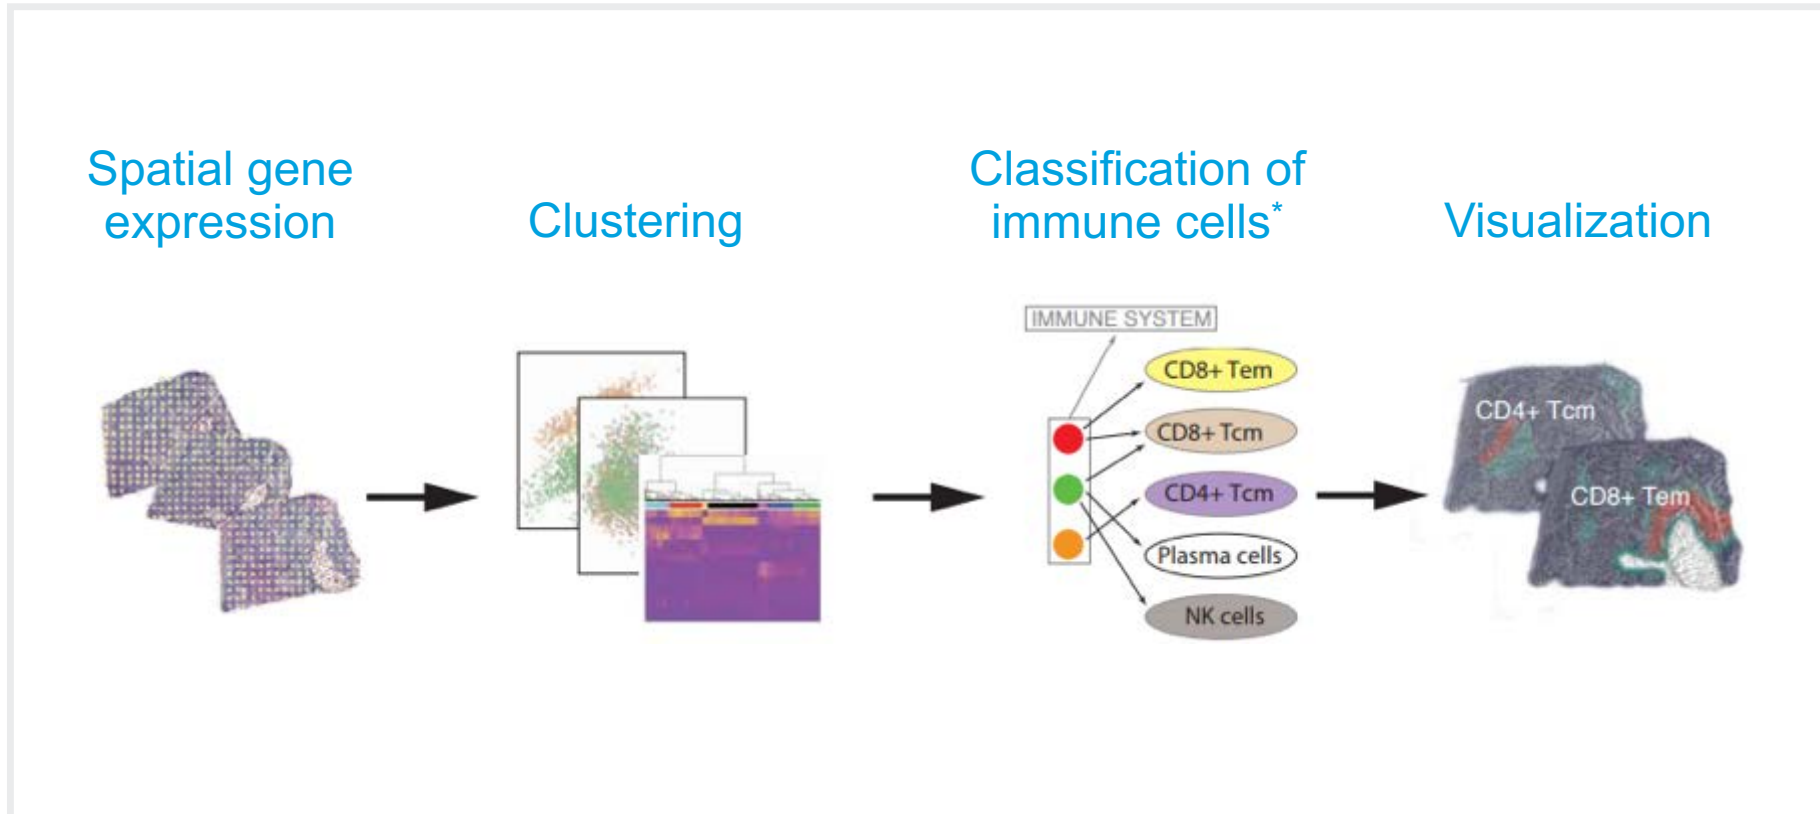 Spatial gene
expression
Clustering
Classification of
immune cells*
Visualization
IMMUNE SYSTEM
CD8+ Tem
CD8+ Tcm
CD4+ Tcm
Plasma cells
NK cells
CD4+ Tcm
CD8+ Tem